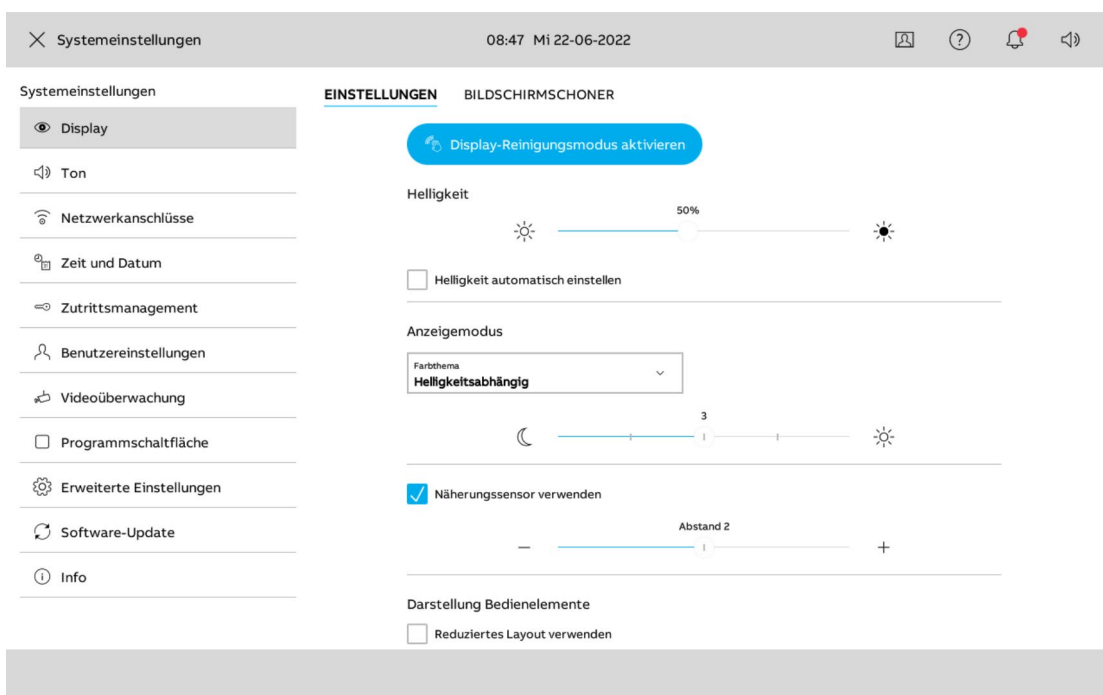 Systemeinstellungen
08:47 Mi 22-06-2022
Systemeinstellungen
Display
Ton
Netzwerkanschlüsse
Zeit und Datum
Zutrittsmanagement
Benutzereinstellungen
Videoüberwachung
Programmschaltfläche
Erweiterte Einstellungen
Software-Update
Info
EINSTELLUNGEN BILDSCHIRMSCHONER
Display-Reinigungsmodus aktivieren
Helligkeit
50%
Helligkeit automatisch einstellen
Anzeigemodus
Farbthema
Helligkeitsabhängig
3
Näherungssensor verwenden
Abstand 2
Darstellung Bedienelemente
Reduziertes Layout verwenden